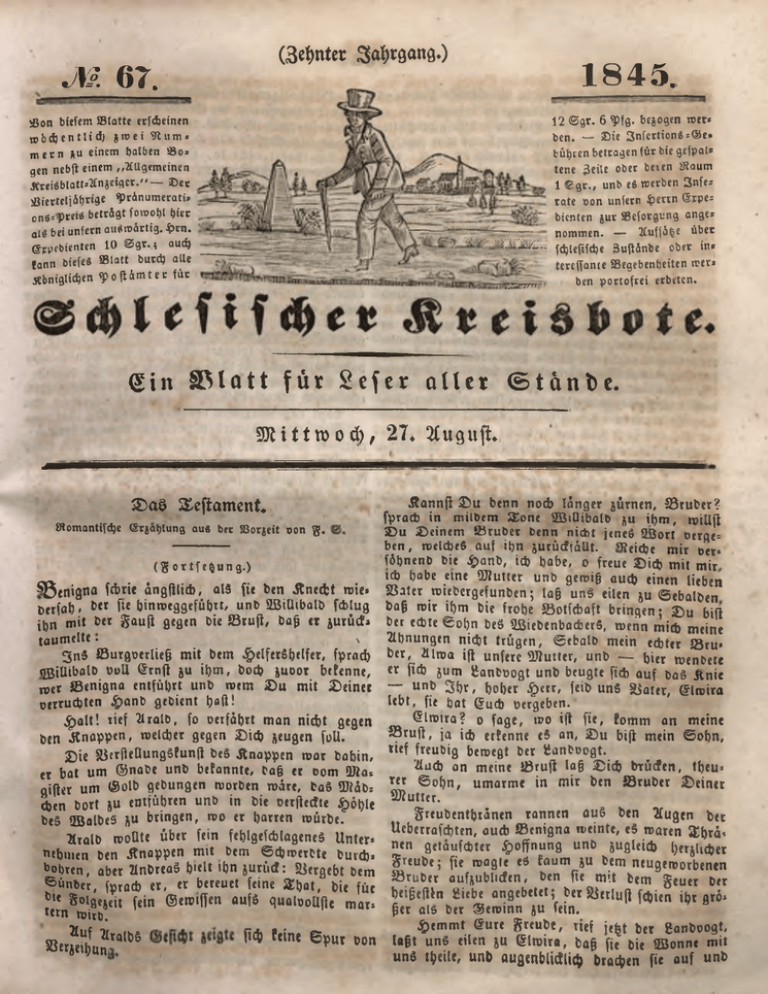 (Zehnter Jahrgang.)
№ 67.
1845.
Von diesem Blatte erscheinen
wöchentlich zwei Num-
mern zu einem halben Bo-
gen nebst einem „Allgemeinen
Kreisblatt-Anzeiger.“ — Der
Vierteljährige Pränumerati-
ons-Preis beträgt sowohl hier
als bei unsern auswärtig. Hrn.
Expedienten 10 Sgr.; auch
kann dieses Blatt durch alle
Königlichen Postämter für
12 Sgr. 6 Pfg. bezogen wer-
den. — Die Insertions-Ge-
bühren betragen für die gespal-
tene Zeile oder deren Raum
1 Sgr., und es werden Inse-
rate von unsern Herrn Expe-
dienten zur Besorgung ange-
nommen. — Aufsätze über
schlesische Zustände oder in-
teressante Begebenheiten wer-
den portofrei erbeten.
Schlesischer Kreisbote.
Ein Blatt für Leser aller Stände.
Mittwoch, 27. August.
Das Testament.
Romantische Erzählung aus der Vorzeit von F. S.
(Fortsetzung.)
Benigna schrie ängstlich, als sie den Knecht wie-
dersah, der sie hinweggeführt, und Willibald schlug
ihn mit der Faust gegen die Brust, daß er zurück-
taumelte:
Ins Burgverließ mit dem Helfershelfer, sprach
Willibald voll Ernst zu ihm, doch zuvor bekenne,
wer Benigna entführt und wem Du mit Deiner
verruchten Hand gedient hast!
Halt! rief Arald, so verfährt man nicht gegen
den Knappen, welcher gegen Dich zeugen soll.
Die Verstellungskunst des Knappen war dahin,
er bat um Gnade und bekannte, daß er vom Ma-
gister um Gold gedungen worden wäre, das Mäd-
chen dort zu entführen und in die versteckte Höhle
des Waldes zu bringen, wo er harren würde.
Arald wollte über sein fehlgeschlagenes Unter-
nehmen den Knappen mit dem Schwerdte durch-
bohren, aber Andreas hielt ihn zurück: Vergebt dem
Sünder, sprach er, er bereuet seine That, die für
die Folgezeit sein Gewissen aufs qualvollste mar-
tern wird.
Auf Aralds Gesicht zeigte sich keine Spur von
Verzeihung.
Kannst Du denn noch länger zürnen, Bruder?
sprach in mildem Tone Willibald zu ihm, willst
Du Deinem Bruder denn nicht jenes Wort verge-
ben, welches auf ihn zurückfällt. Reiche mir ver-
söhnend die Hand, ich habe, o freue Dich mit mir,
ich habe eine Mutter und gewiß auch einen lieben
Vater wiedergefunden; laß uns eilen zu Sebalden,
daß wir ihm die frohe Botschaft bringen; Du bist
der echte Sohn des Wiedenbachers, wenn mich meine
Ahnungen nicht trügen, Sebald mein echter Bru-
der, Alwa ist unsere Mutter, und — hier wendete
er sich zum Landvogt und beugte sich auf das Knie
— und Ihr, hoher Herr, seid uns Vater, Elwira
lebt, sie hat Euch vergeben.
Elwira? o sage, wo ist sie, komm an meine
Brust, ja ich erkenne es an, Du bist mein Sohn,
rief freudig bewegt der Landvogt.
Auch an meine Brust laß Dich drücken, theu-
rer Sohn, umarme in mir den Bruder Deiner
Mutter.
Freudenthränen rannen aus den Augen der
Ueberraschten, auch Benigna weinte, es waren Thrä-
nen getäuschter Hoffnung und zugleich herzlicher
Freude; sie wagte es kaum zu dem neugeworbenen
Bruder aufzublicken, den sie mit dem Feuer der
heißesten Liebe angebetet; der Verlust schien ihr grö-
ßer als der Gewinn zu sein.
Hemmt Eure Freude, rief jetzt der Landvogt,
laßt uns eilen zu Elwira, daß sie die Wonne mit
uns theile, und augenblicklich brachen sie auf und